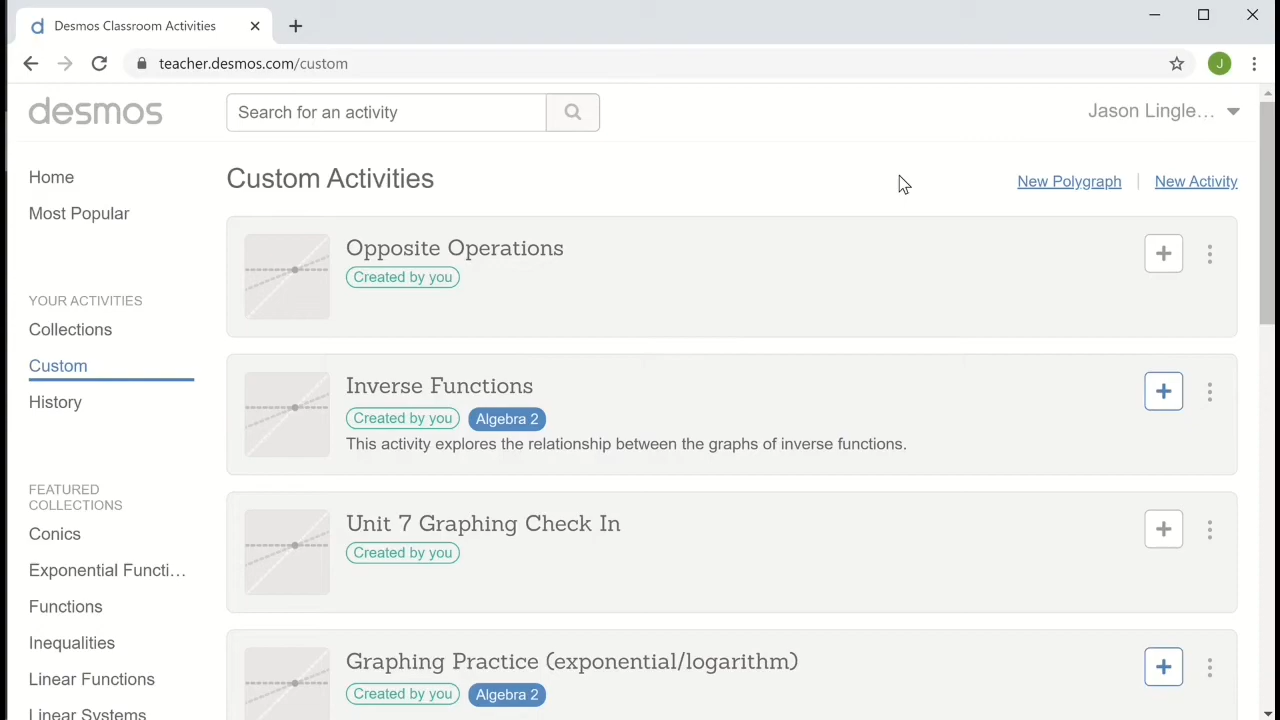 Desmos Classroom Activities
teacher.desmos.com/custom
J
desmos
Search for an activity
Jason Lingle...
Home
Most Popular
YOUR ACTIVITIES
Collections
Custom
History
FEATURED
COLLECTIONS
Conics
Exponential Functi...
Functions
Inequalities
Linear Functions
Linear Systems
Custom Activities
New Polygraph | New Activity
Opposite Operations
Created by you
Inverse Functions
Created by you Algebra 2
This activity explores the relationship between the graphs of inverse functions.
Unit 7 Graphing Check In
Created by you
Graphing Practice (exponential/logarithm)
Created by you Algebra 2